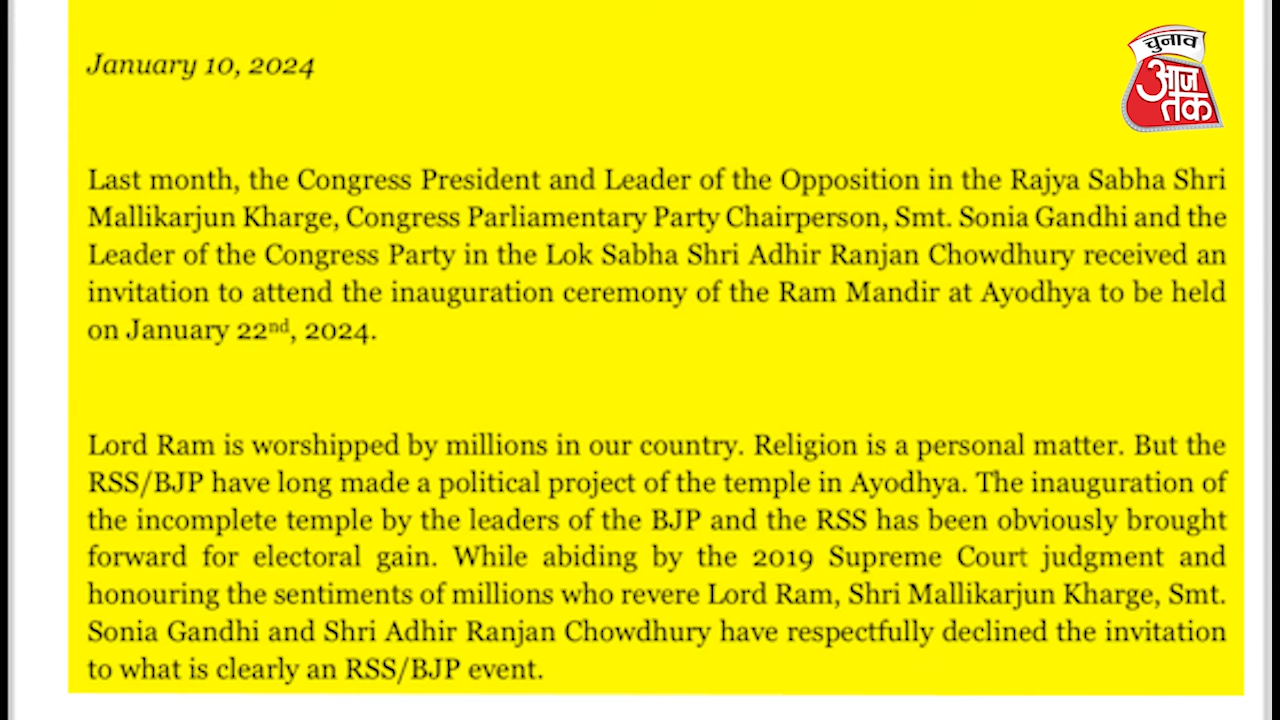 चुनाव
आज
तक
January 10, 2024
Last month, the Congress President and Leader of the Opposition in the Rajya Sabha Shri
Mallikarjun Kharge, Congress Parliamentary Party Chairperson, Smt. Sonia Gandhi and the
Leader of the Congress Party in the Lok Sabha Shri Adhir Ranjan Chowdhury received an
invitation to attend the inauguration ceremony of the Ram Mandir at Ayodhya to be held
on January 22nd, 2024.
Lord Ram is worshipped by millions in our country. Religion is a personal matter. But the
RSS/BJP have long made a political project of the temple in Ayodhya. The inauguration of
the incomplete temple by the leaders of the BJP and the RSS has been obviously brought
forward for electoral gain. While abiding by the 2019 Supreme Court judgment and
honouring the sentiments of millions who revere Lord Ram, Shri Mallikarjun Kharge, Smt.
Sonia Gandhi and Shri Adhir Ranjan Chowdhury have respectfully declined the invitation
to what is clearly an RSS/BJP event.